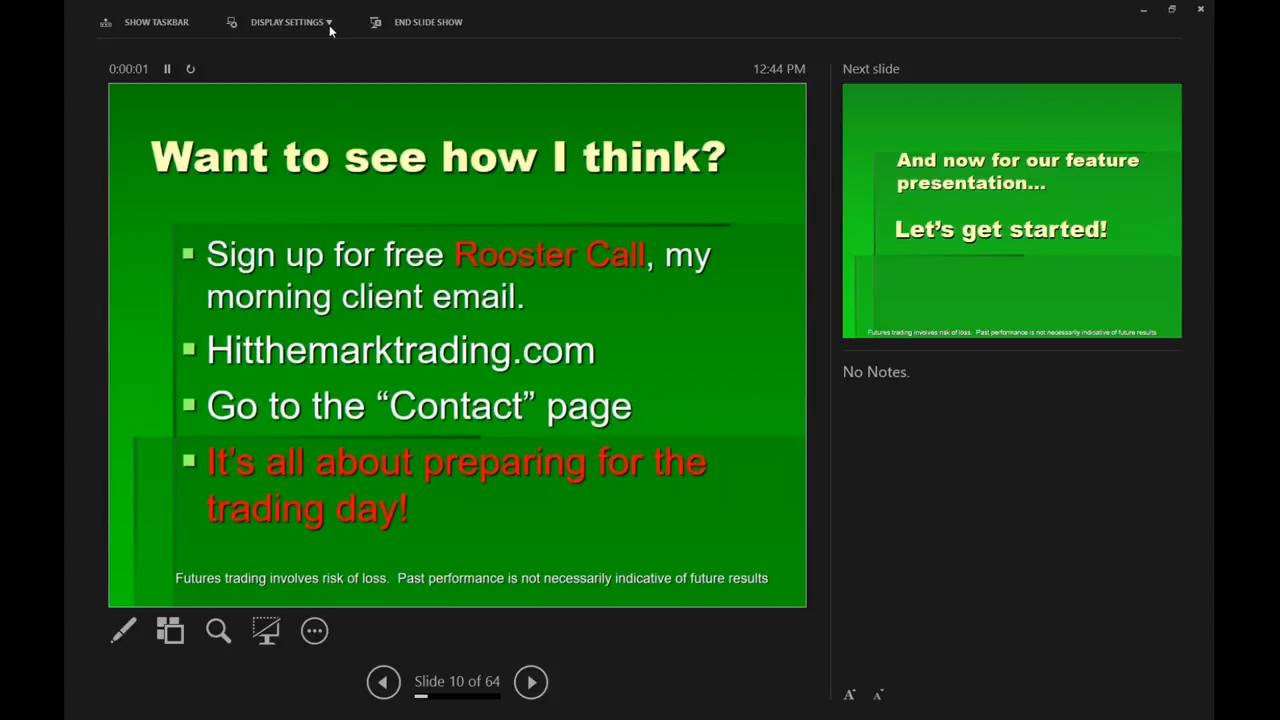 SHOW TASKBAR
DISPLAY SETTINGS ▼
END SLIDE SHOW
0:00:01
12:44 PM
Want to see how I think?
Sign up for free Rooster Call, my
morning client email.
Hitthemarktrading.com
Go to the “Contact” page
It’s all about preparing for the
trading day!
Futures trading involves risk of loss. Past performance is not necessarily indicative of future results
Slide 10 of 64
Next slide
And now for our feature
presentation...
Let’s get started!
Futures trading involves risk of loss. Past performance is not necessarily indicative of future results
No Notes.
A A